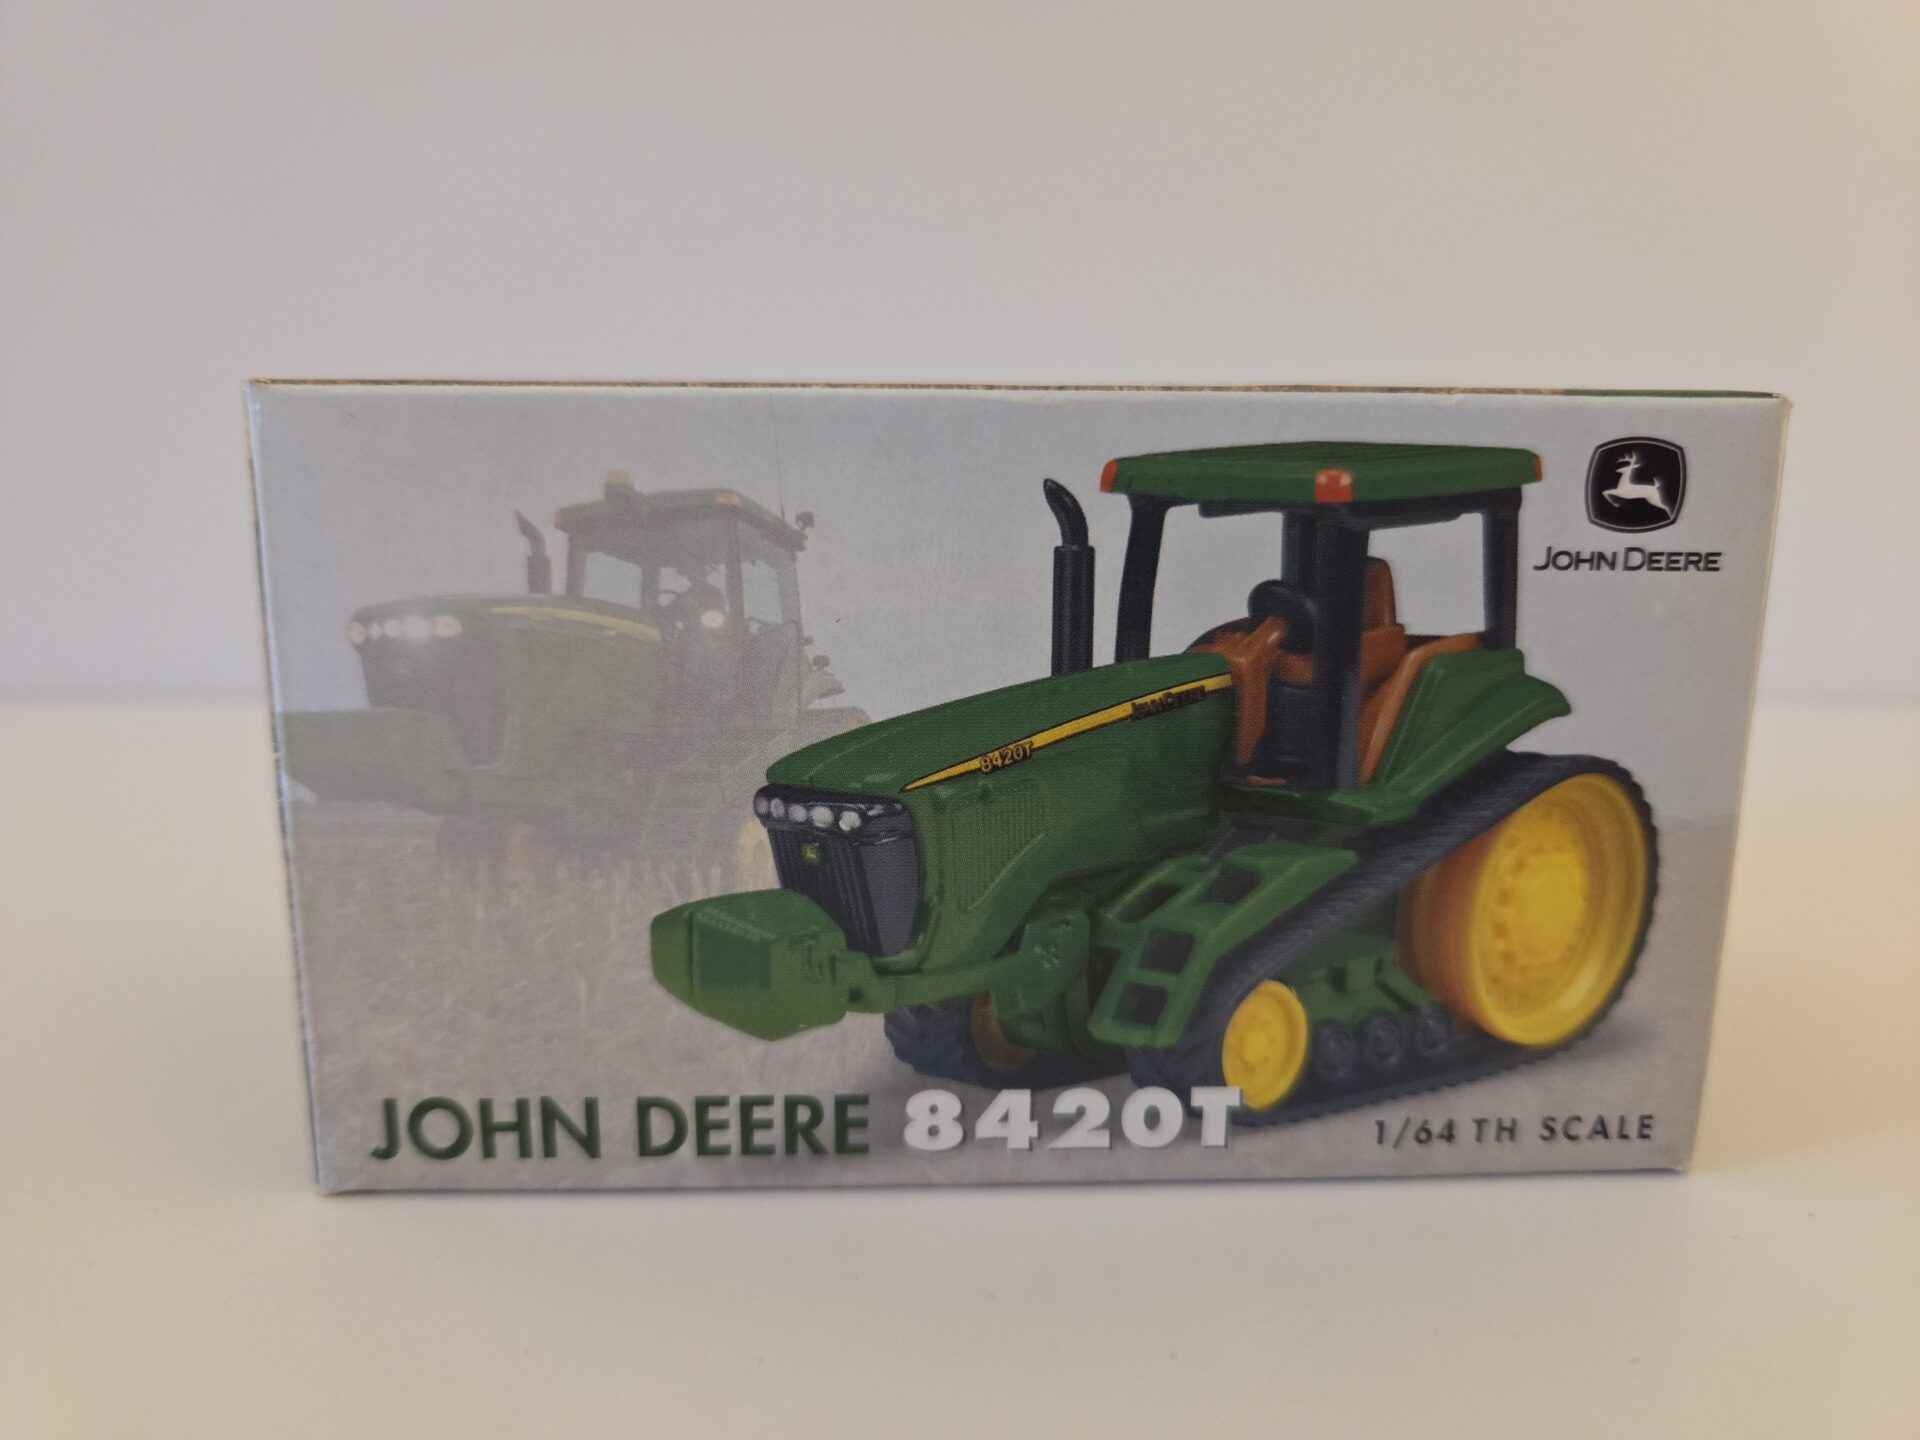 JOHN DEERE
JOHN DEERE
8420T
JOHN DEERE 8420T
1/64 TH SCALE